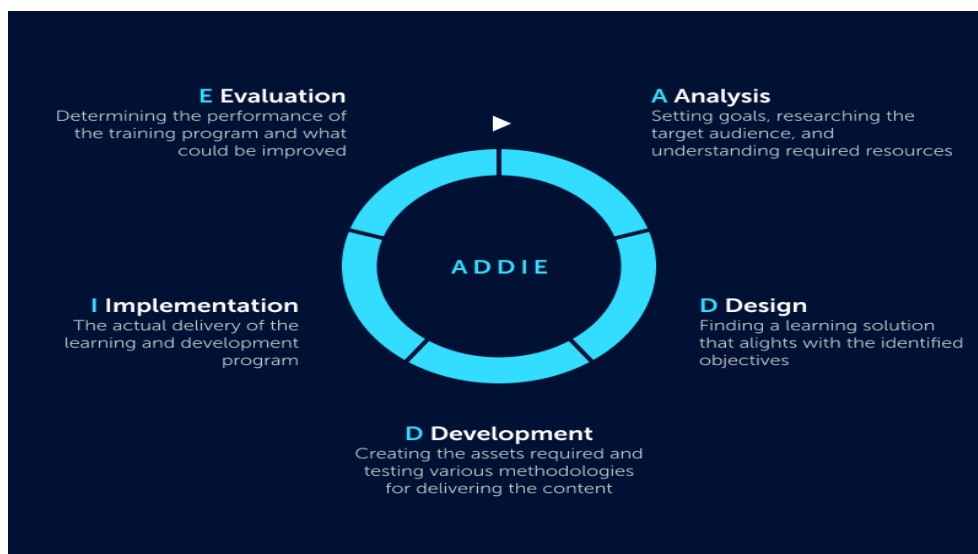 E Evaluation
Determining the performance of
the training program and what
could be improved
A Analysis
Setting goals, researching the
target audience, and
understanding required resources
ADDIE
I Implementation
The actual delivery of the
learning and development
program
D Design
Finding a learning solution
that alights with the identified
objectives
D Development
Creating the assets required and
testing various methodologies
for delivering the content